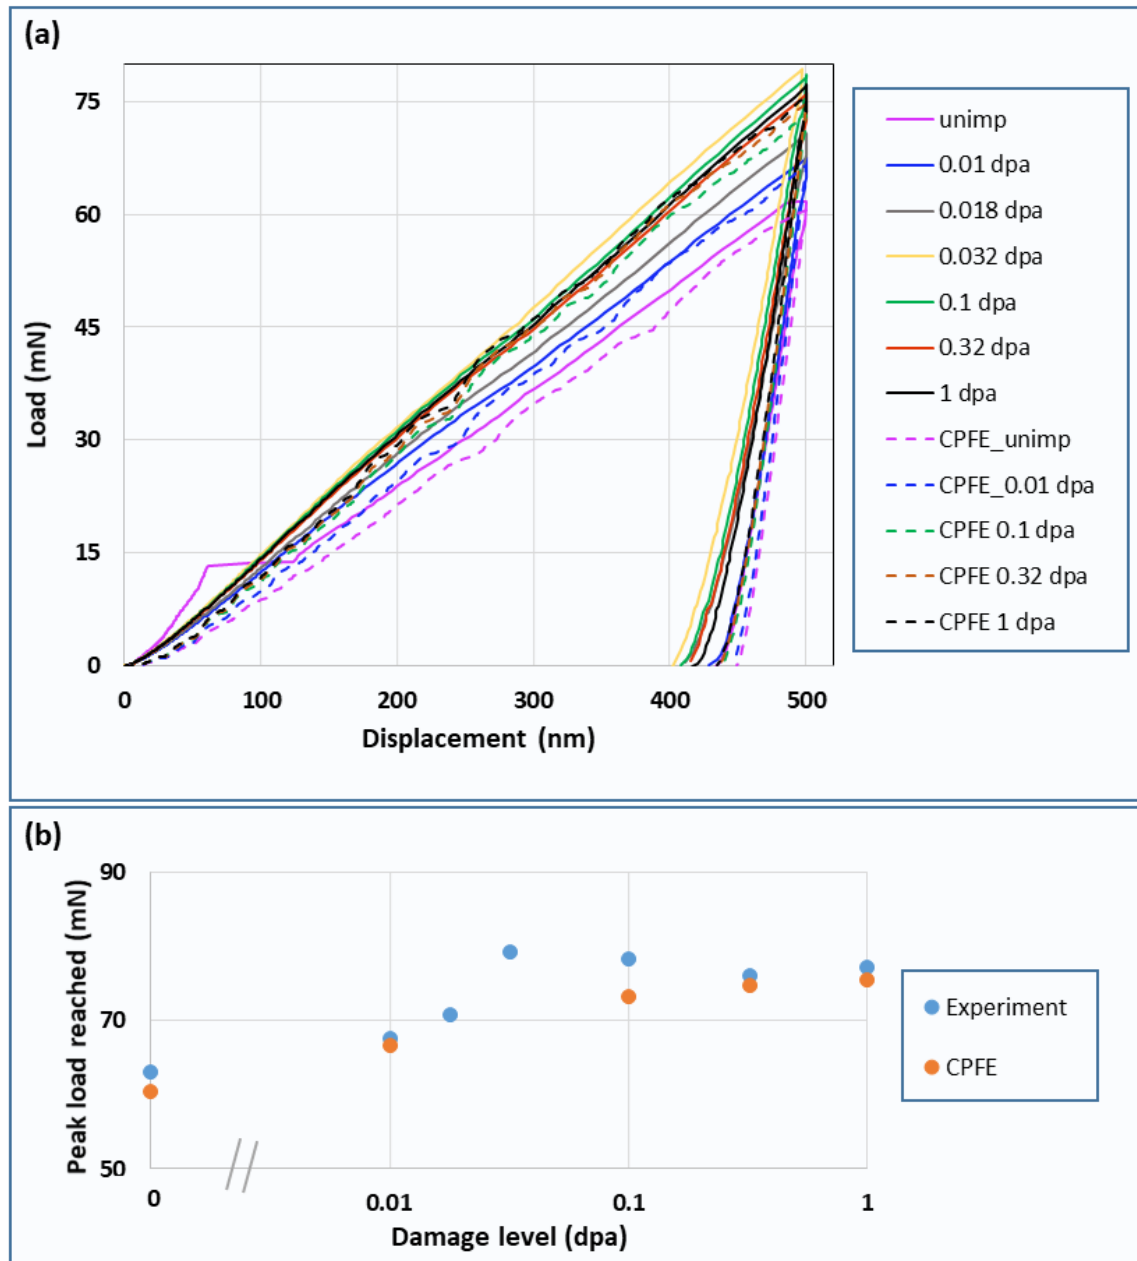 (a)
75
60
45
30
15
0
Load (mN)
0 100 200 300 400 500
Displacement (nm)
unimp
0.01 dpa
0.018 dpa
0.032 dpa
0.1 dpa
0.32 dpa
1 dpa
CPFE_unimp
CPFE_0.01 dpa
CPFE 0.1 dpa
CPFE 0.32 dpa
CPFE 1 dpa
(b)
90
70
50
Peak load reached (mN)
0 0.01 0.1 1
Damage level (dpa)
Experiment
CPFE